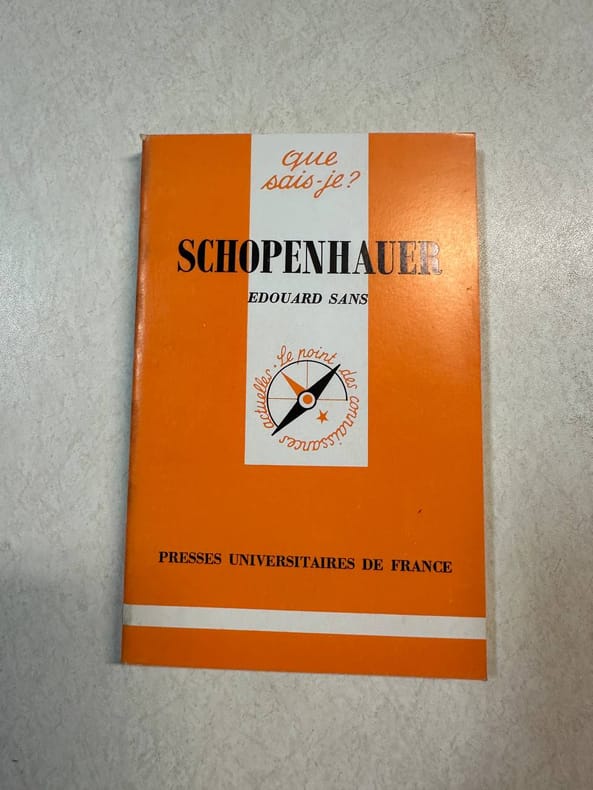 que
sais-je?
SCHOPENHAUER
EDOUARD SANS
Le point des connaissances actuelles.
PRESSES UNIVERSITAIRES DE FRANCE